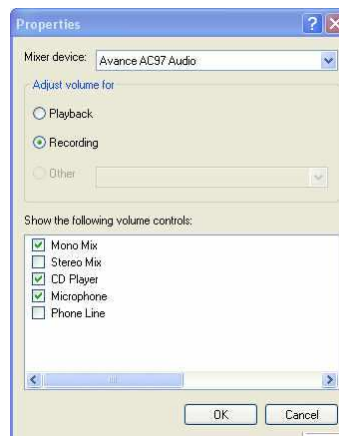 Properties
Mixer device: Avance AC97 Audio
Adjust volume for
Playback
Recording
Other
Show the following volume controls:
Mono Mix
Stereo Mix
CD Player
Microphone
Phone Line
OK Cancel